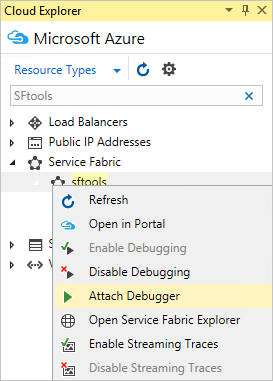 Cloud Explorer
Microsoft Azure
Resource Types
SFtools
Load Balancers
Public IP Addresses
Service Fabric
sftools
Refresh
Open in Portal
Enable Debugging
Disable Debugging
Attach Debugger
Open Service Fabric Explorer
Enable Streaming Traces
Disable Streaming Traces